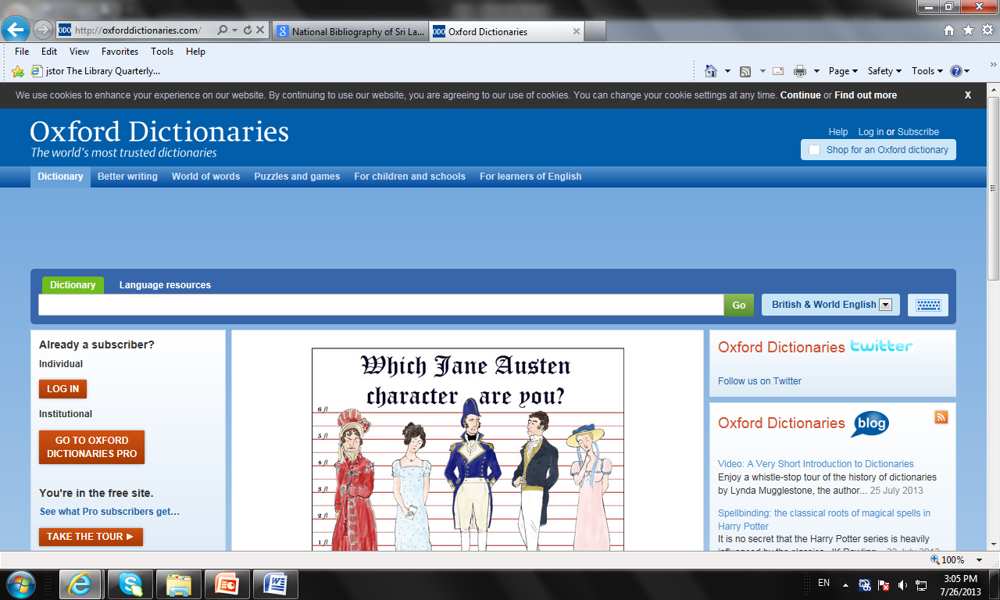 ODO http://oxforddictionaries.com/
National Bibliography of Sri La...
ODO Oxford Dictionaries
File Edit View Favorites Tools Help
jstor The Library Quarterly...
Page Safety Tools
We use cookies to enhance your experience on our website. By continuing to use our website, you are agreeing to our use of cookies. You can change your cookie settings at any time. Continue or Find out more X
Oxford Dictionaries
The world's most trusted dictionaries
Help Log in or Subscribe
Shop for an Oxford dictionary
Dictionary Better writing World of words Puzzles and games For children and schools For learners of English
Dictionary Language resources
Go British & World English
Already a subscriber?
Individual
LOG IN
Institutional
GO TO OXFORD
DICTIONARIES PRO
You're in the free site.
See what Pro subscribers get...
TAKE THE TOUR
Which Jane Austen
character are you?
6 ft
5 ft
4 ft
3 ft
2 ft
1 ft
Oxford Dictionaries twitter
Follow us on Twitter
Oxford Dictionaries blog
Video: A Very Short Introduction to Dictionaries
Enjoy a whistle-stop tour of the history of dictionaries
by Lynda Mugglestone, the author... 25 July 2013
Spellbinding: the classical roots of magical spells in
Harry Potter
It is no secret that the Harry Potter series is heavily
influenced by the classics. JK Rowling...
100%
EN
3:05 PM
7/26/2013